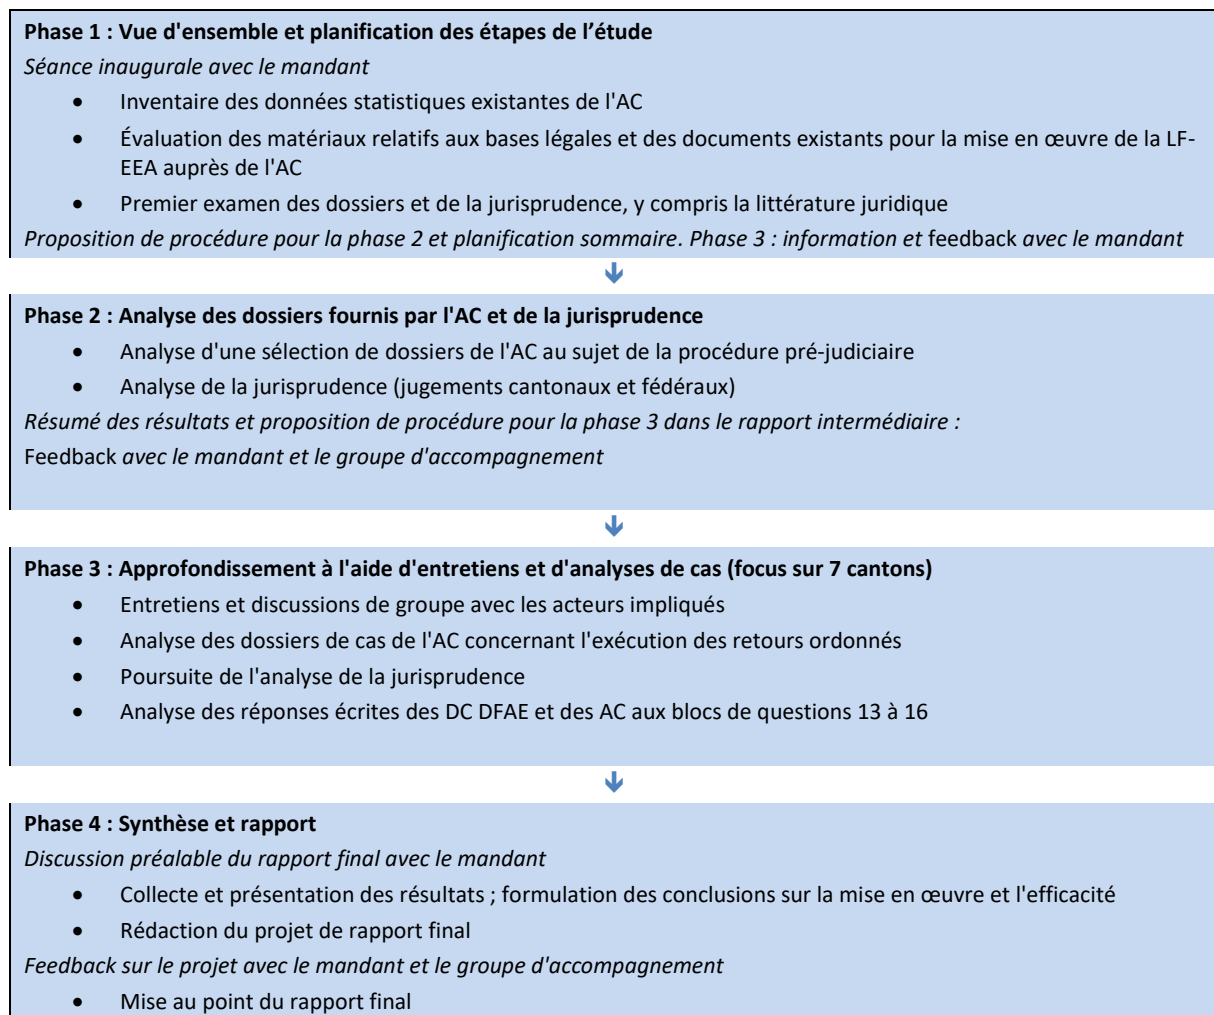 Phase 1 : Vue d'ensemble et planification des étapes de l’étude
Séance inaugurale avec le mandant
• Inventaire des données statistiques existantes de l'AC
• Évaluation des matériaux relatifs aux bases légales et des documents existants pour la mise en œuvre de la LF-
EEA auprès de l'AC
• Premier examen des dossiers et de la jurisprudence, y compris la littérature juridique
Proposition de procédure pour la phase 2 et planification sommaire. Phase 3 : information et feedback avec le mandant
Phase 2 : Analyse des dossiers fournis par l'AC et de la jurisprudence
• Analyse d'une sélection de dossiers de l'AC au sujet de la procédure pré-judiciaire
• Analyse de la jurisprudence (jugements cantonaux et fédéraux)
Résumé des résultats et proposition de procédure pour la phase 3 dans le rapport intermédiaire :
Feedback avec le mandant et le groupe d'accompagnement
Phase 3 : Approfondissement à l'aide d'entretiens et d'analyses de cas (focus sur 7 cantons)
• Entretiens et discussions de groupe avec les acteurs impliqués
• Analyse des dossiers de cas de l'AC concernant l'exécution des retours ordonnés
• Poursuite de l'analyse de la jurisprudence
• Analyse des réponses écrites des DC DFAE et des AC aux blocs de questions 13 à 16
Phase 4 : Synthèse et rapport
Discussion préalable du rapport final avec le mandant
• Collecte et présentation des résultats ; formulation des conclusions sur la mise en œuvre et l'efficacité
• Rédaction du projet de rapport final
Feedback sur le projet avec le mandant et le groupe d'accompagnement
• Mise au point du rapport final